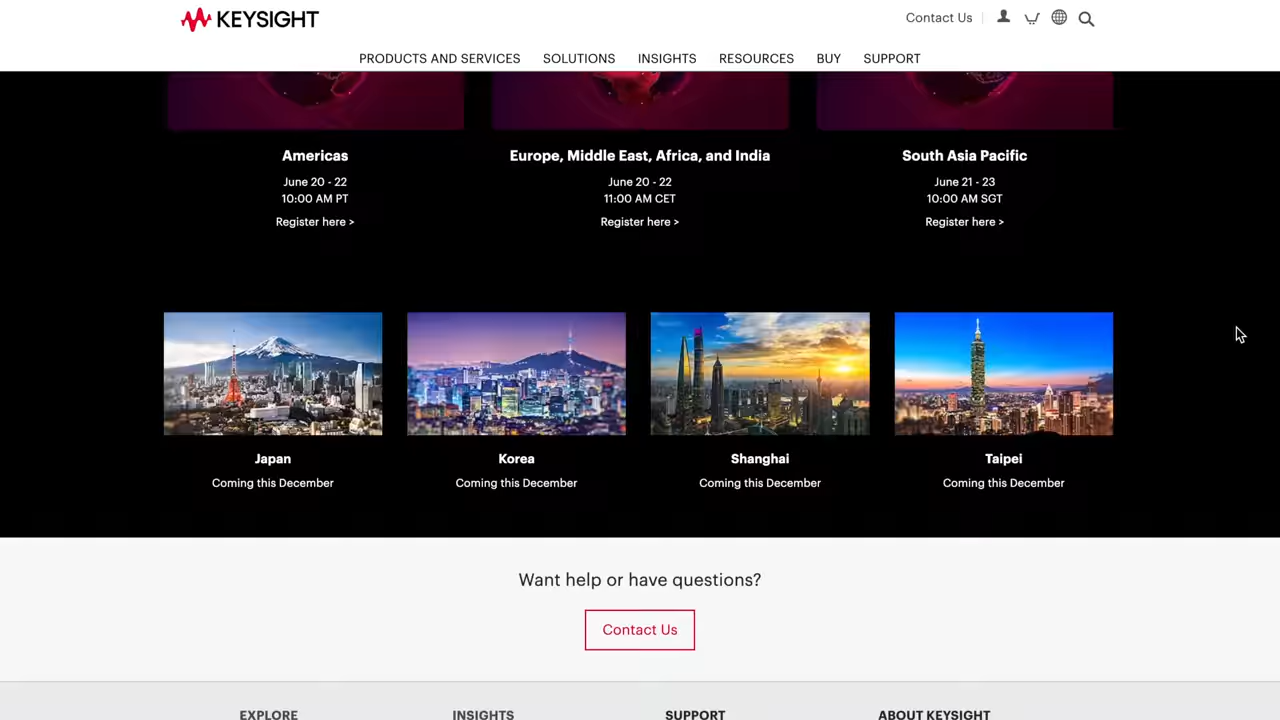 KEYSIGHT
Contact Us
PRODUCTS AND SERVICES SOLUTIONS INSIGHTS RESOURCES BUY SUPPORT
Americas
June 20 - 22
10:00 AM PT
Register here >
Europe, Middle East, Africa, and India
June 20 - 22
11:00 AM CET
Register here >
South Asia Pacific
June 21 - 23
10:00 AM SGT
Register here >
Japan
Coming this December
Korea
Coming this December
Shanghai
Coming this December
Taipei
Coming this December
Want help or have questions?
Contact Us
EXPLORE INSIGHTS SUPPORT ABOUT KEYSIGHT